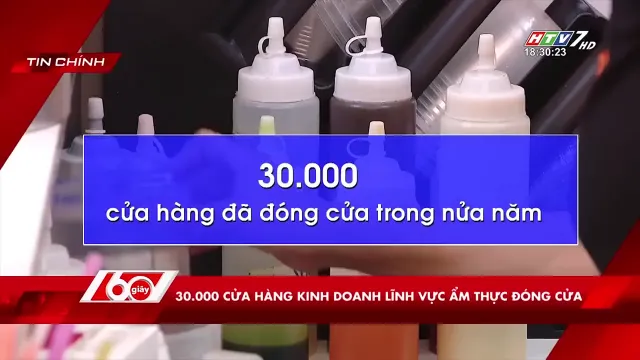 TIN CHÍNH
HTV7 HD
18:30:23
30.000
cửa hàng đã đóng cửa trong nửa năm
60 giây
30.000 CỬA HÀNG KINH DOANH LĨNH VỰC ẨM THỰC ĐÓNG CỬA